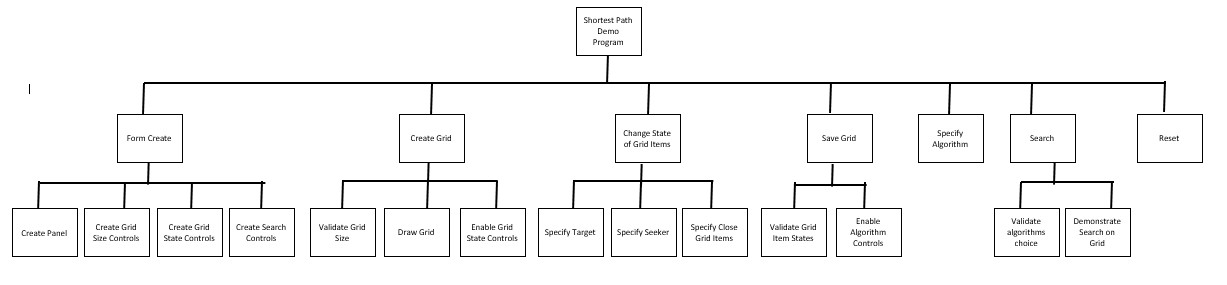 Shortest Path
Demo
Program
Form Create
Create Grid
Change State
of Grid Items
Save Grid
Specify
Algorithm
Search
Reset
Create Panel
Create Grid
Size Controls
Create Grid
State Controls
Create Search
Controls
Validate Grid
Size
Draw Grid
Enable Grid
State Controls
Specify Target
Specify Seeker
Specify Close
Grid Items
Validate Grid
Item States
Enable
Algorithm
Controls
Validate
algorithms
choice
Demonstrate
Search on
Grid